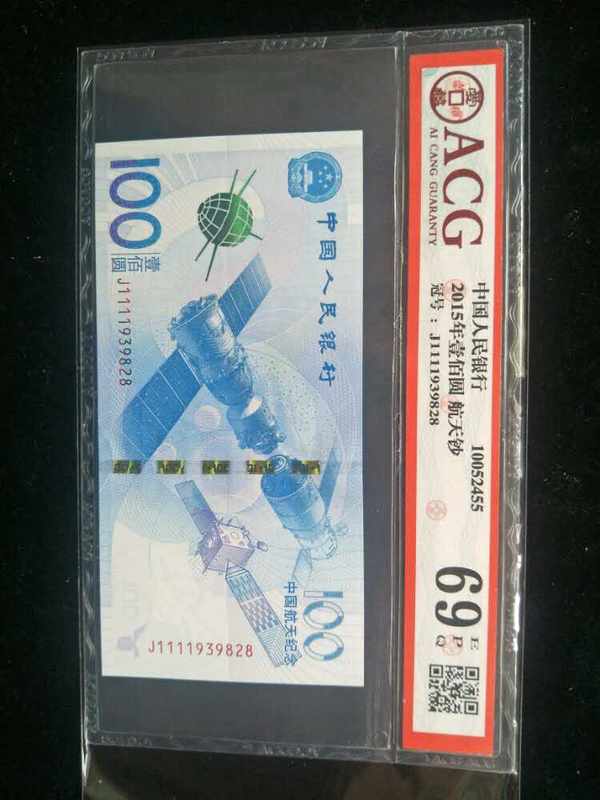 ACG
AI CANG GUARANTY
中国人民银行 10052455
2015年壹佰圆 航天钞
冠号：J1111939828
69 EPQ
中国人民银行
100
壹佰圆
J1111939828
100
中国航天纪念
J1111939828